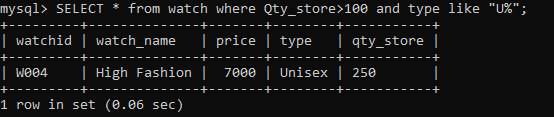 mysql> SELECT * from watch where Qty_store>100 and type like "U%";
+---------+--------------+-------+--------+-----------+
| watchid | watch_name   | price | type   | qty_store |
+---------+--------------+-------+--------+-----------+
| W004    | High Fashion |  7000 | Unisex | 250       |
+---------+--------------+-------+--------+-----------+
1 row in set (0.06 sec)